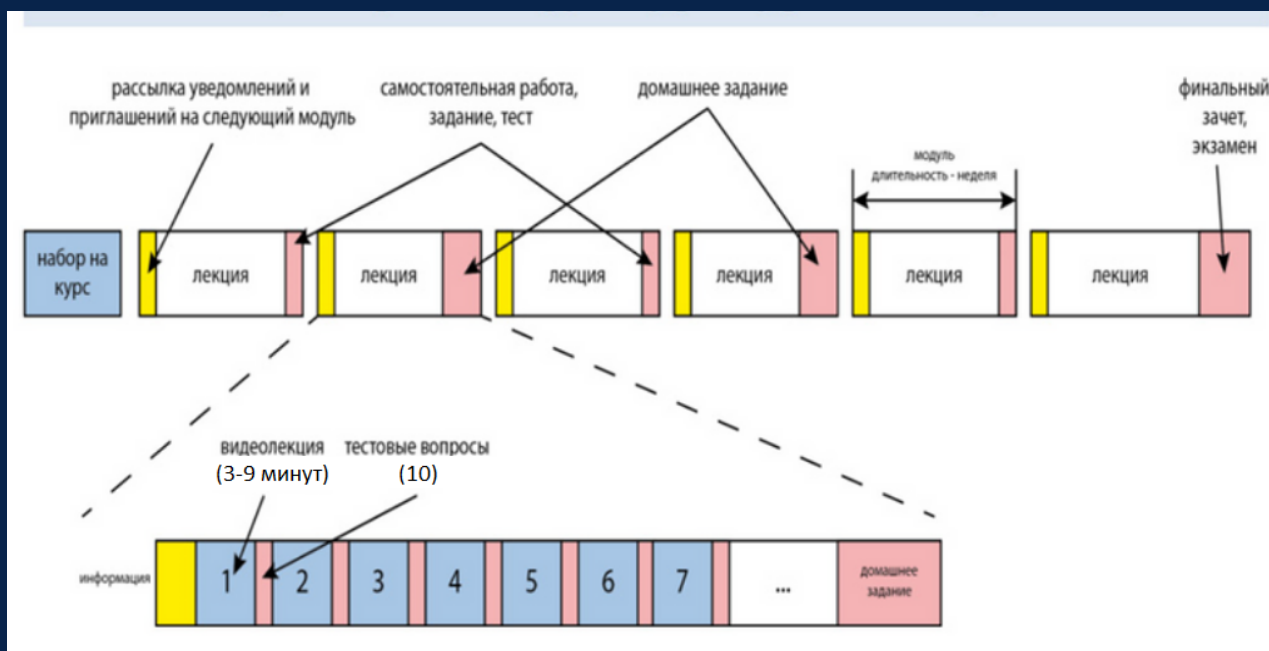 рассылка уведомлений и
приглашений на следующий модуль
самостоятельная работа,
задание, тест
домашнее задание
модуль
длительность - неделя
финальный
зачет,
экзамен
набор на
курс
лекция
лекция
лекция
лекция
лекция
лекция
видеолекция
(3-9 минут)
тестовые вопросы
(10)
информация
1
2
3
4
5
6
7
...
домашнее
задание